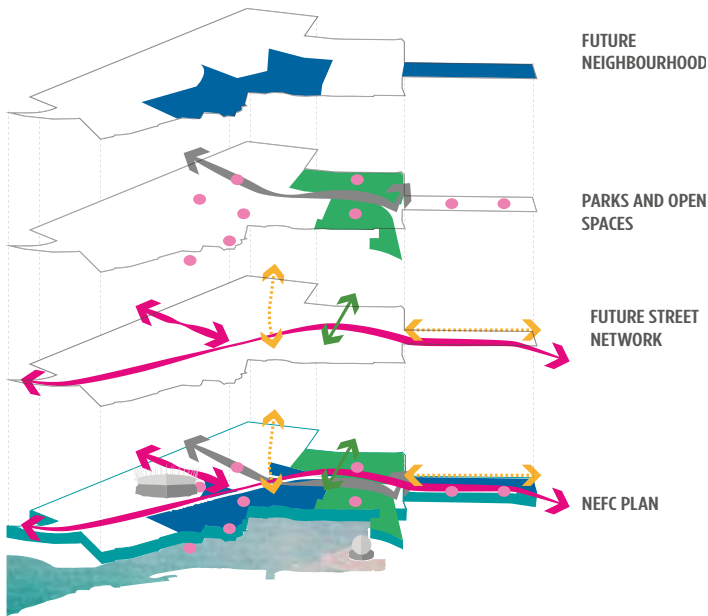 FUTURE
NEIGHBOURHOOD
PARKS AND OPEN
SPACES
FUTURE STREET
NETWORK
NEFC PLAN